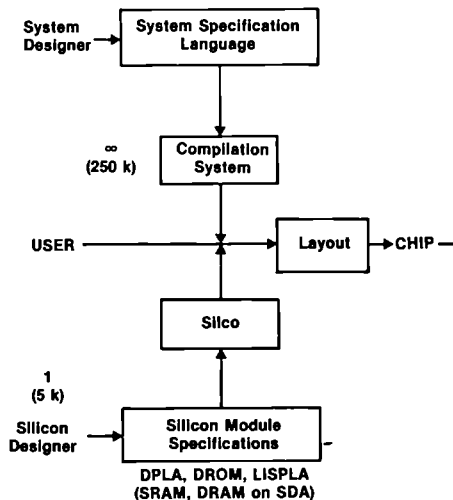 System
Designer
System Specification
Language
∞
(250 k)
Compilation
System
USER
Layout
CHIP
Silco
1
(5 k)
Silicon
Designer
Silicon Module
Specifications
DPLA, DROM, LISPLA
(SRAM, DRAM on SDA)